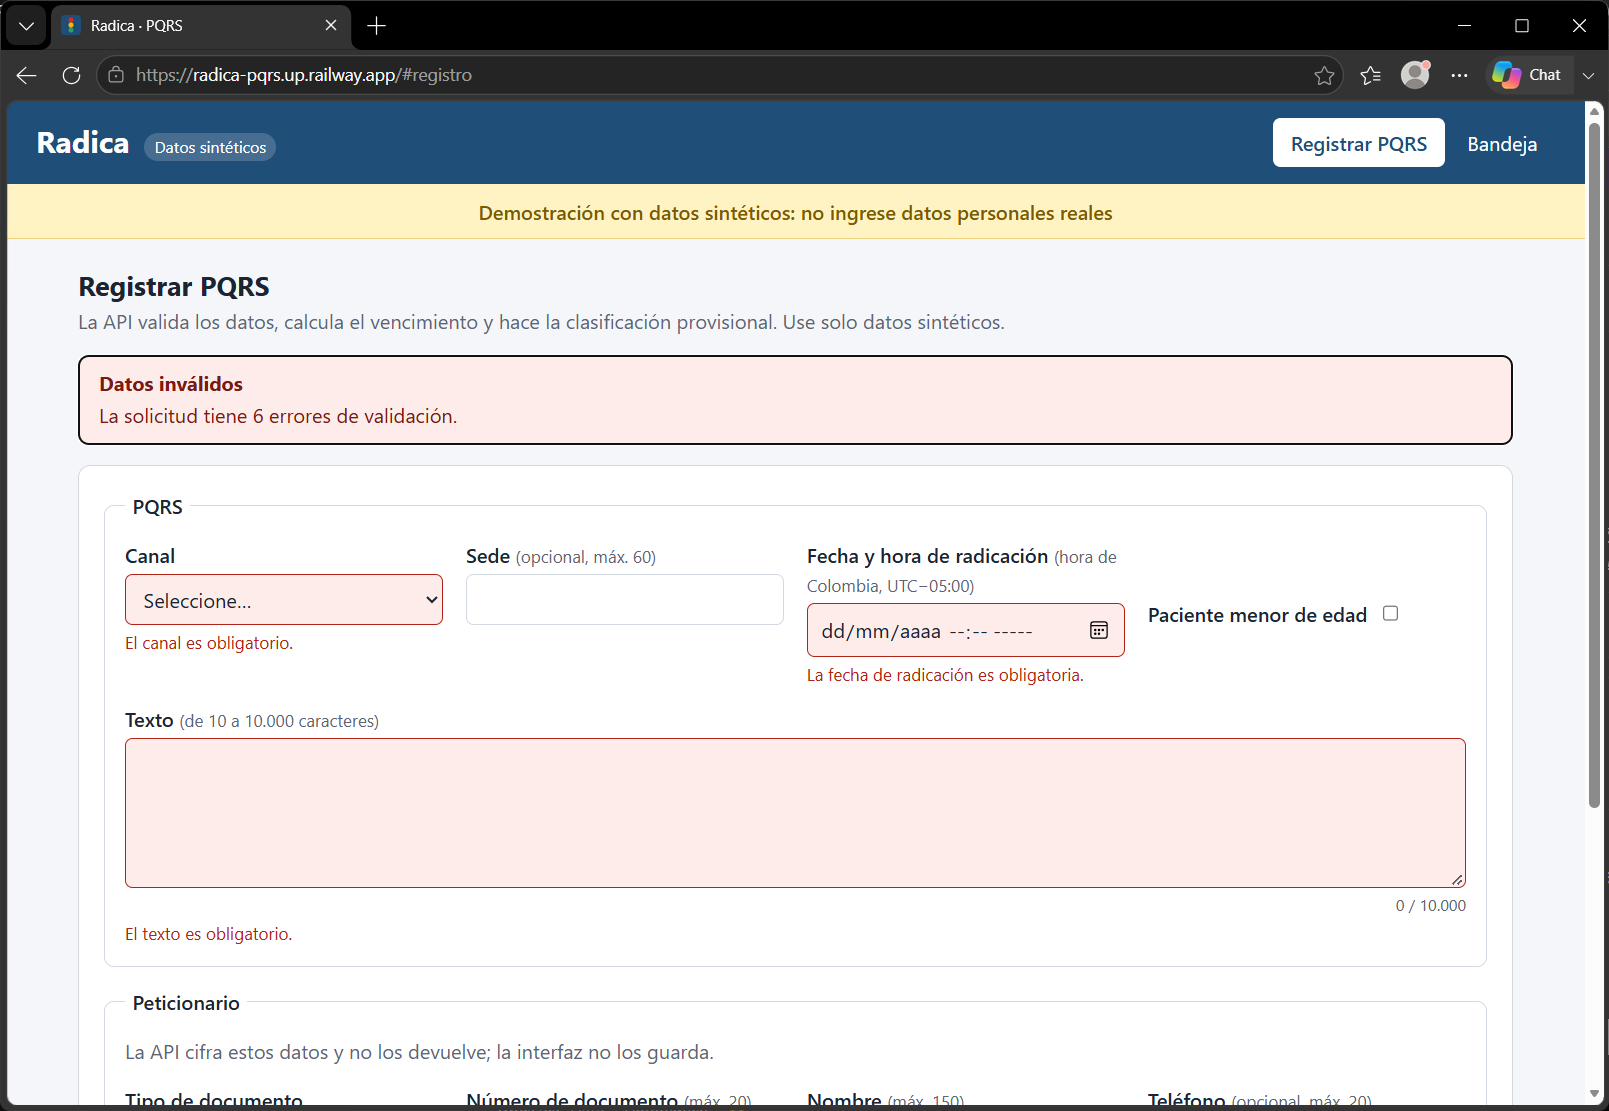 Radica · PQRS
https://radica-pqrs.up.railway.app/#registro
Chat
Radica
Datos sintéticos
Registrar PQRS
Bandeja
Demostración con datos sintéticos: no ingrese datos personales reales
Registrar PQRS
La API valida los datos, calcula el vencimiento y hace la clasificación provisional. Use solo datos sintéticos.
Datos inválidos
La solicitud tiene 6 errores de validación.
PQRS
Canal
Seleccione...
El canal es obligatorio.
Sede (opcional, máx. 60)
Fecha y hora de radicación (hora de
Colombia, UTC−05:00)
dd/mm/aaaa --:-- -----
La fecha de radicación es obligatoria.
Paciente menor de edad
Texto (de 10 a 10.000 caracteres)
0 / 10.000
El texto es obligatorio.
Peticionario
La API cifra estos datos y no los devuelve; la interfaz no los guarda.
Tipo de documento
Número de documento (máx. 20)
Nombre (máx. 150)
Teléfono (opcional, máx. 20)